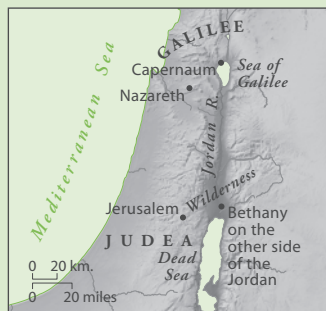 GALILEE
Capernaum
Sea of
Galilee
Nazareth
Mediterranean Sea
Jordan R.
Wilderness
Jerusalem
Bethany
on the
other side
of the
Jordan
JUDEA
Dead
Sea
0 20 km.
0 20 miles